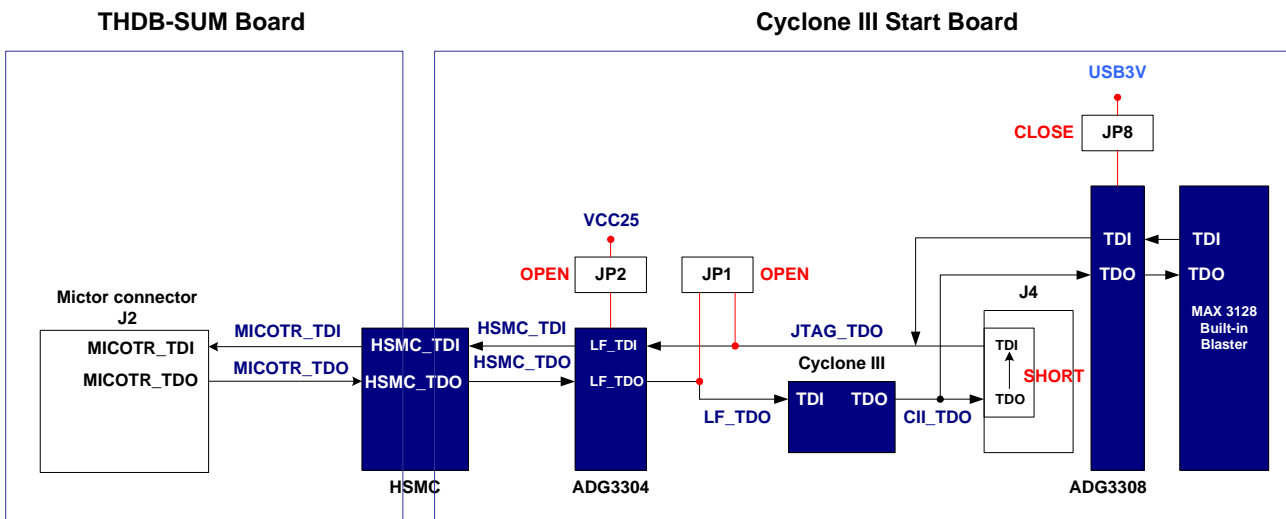 THDB-SUM Board
Cyclone III Start Board
USB3V
CLOSE
JP8
VCC25
OPEN
JP2
JP1
OPEN
TDI
TDI
TDO
TDO
MAX 3128
Built-in
Blaster
Mictor connector
J2
MICOTR_TDI
MICOTR_TDO
MICOTR_TDI
MICOTR_TDO
HSMC_TDI
HSMC_TDO
HSMC_TDI
HSMC_TDO
LF_TDI
LF_TDO
JTAG_TDO
Cyclone III
TDI
TDO
LF_TDO
CII_TDO
J4
TDI
SHORT
TDO
HSMC
ADG3304
ADG3308